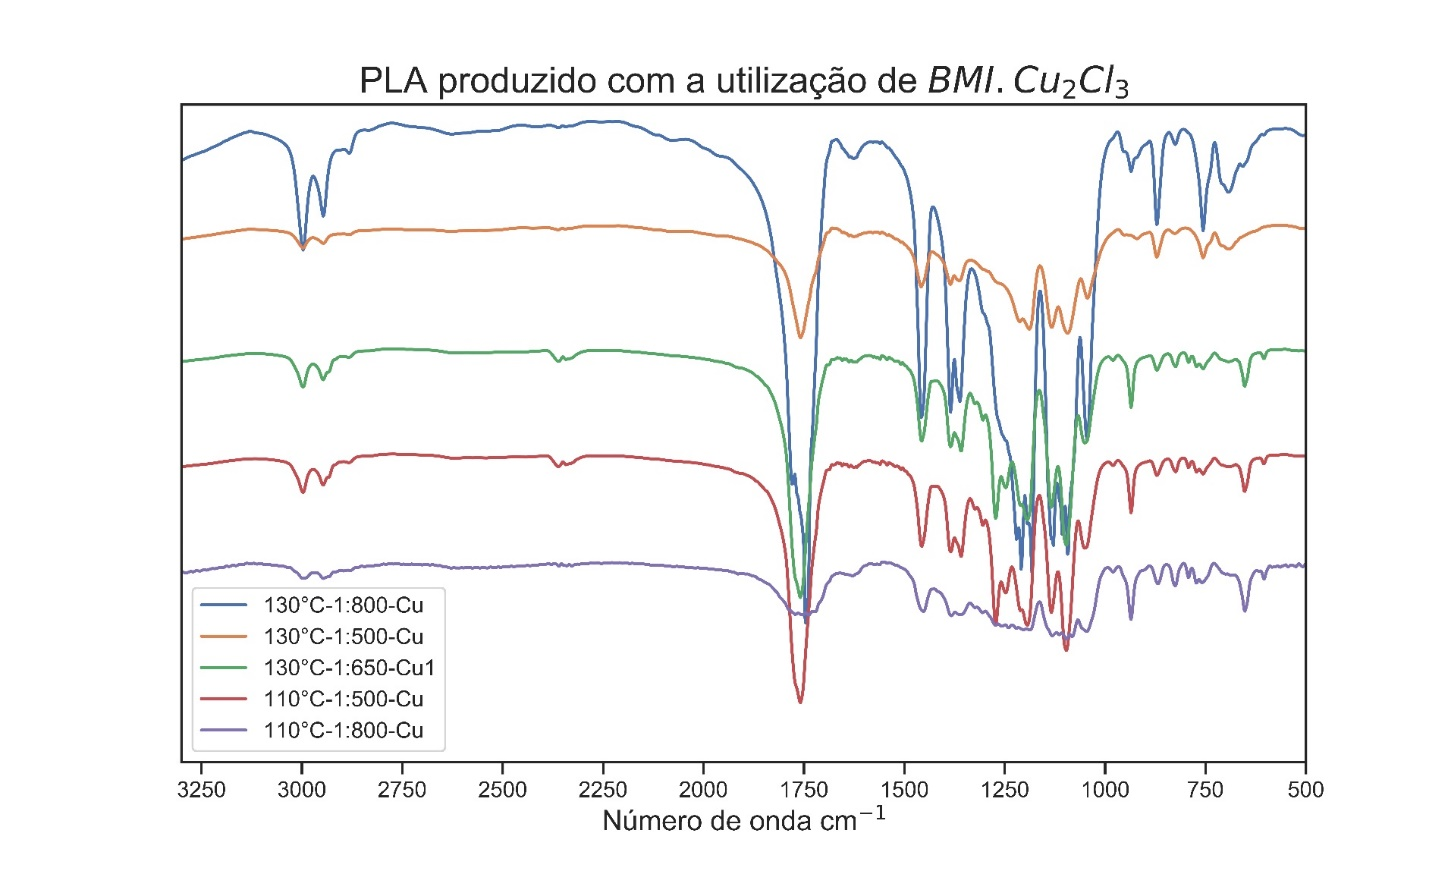 PLA produzido com a utilização de BMI.Cu₂Cl₃
130°C-1:800-Cu
130°C-1:500-Cu
130°C-1:650-Cu1
110°C-1:500-Cu
110°C-1:800-Cu
3250 3000 2750 2500 2250 2000 1750 1500 1250 1000 750 500
Número de onda cm⁻¹